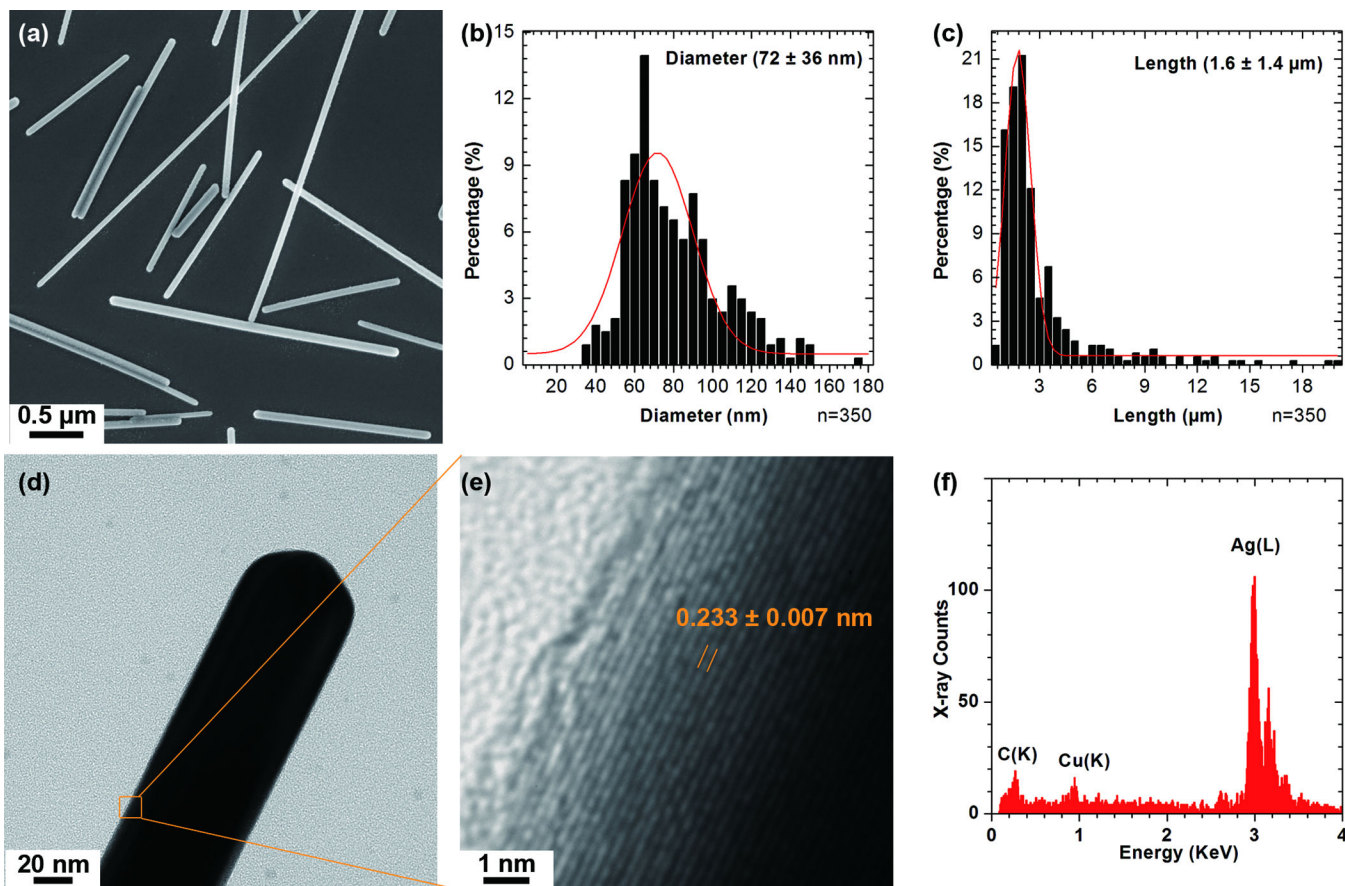 (a)
0.5 µm
(b)
Diameter (72 ± 36 nm)
Percentage (%)
15
12
9
6
3
0
20 40 60 80 100 120 140 160 180
Diameter (nm)
n=350
(c)
Length (1.6 ± 1.4 µm)
Percentage (%)
21
18
15
12
9
6
3
0
3 6 9 12 15 18
Length (µm)
n=350
(d)
20 nm
(e)
0.233 ± 0.007 nm
1 nm
(f)
X-ray Counts
100
50
0
C(K)
Cu(K)
Ag(L)
0 1 2 3 4
Energy (KeV)